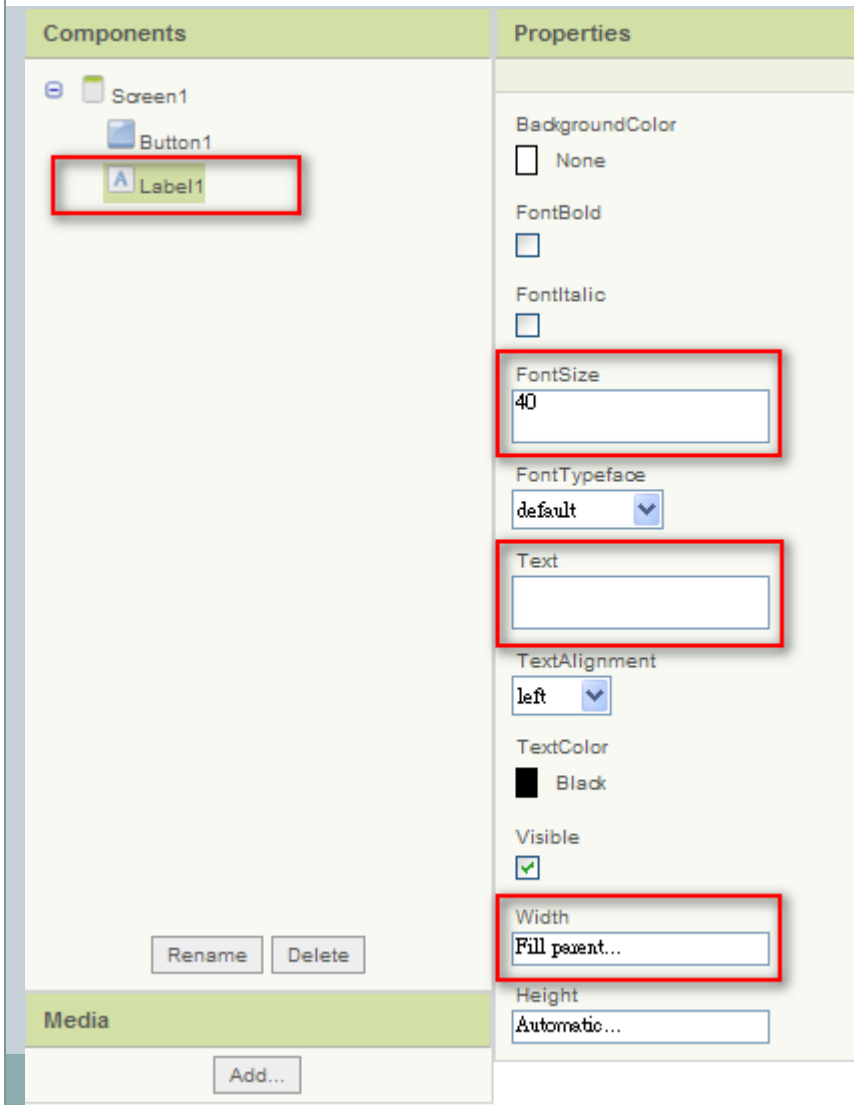 Components
Screen1
Button1
Label1
Rename
Delete
Media
Add...
Properties
BackgroundColor
None
FontBold
FontItalic
FontSize
40
FontTypeface
default
Text
TextAlignment
left
TextColor
Black
Visible
Width
Fill parent...
Height
Automatic...